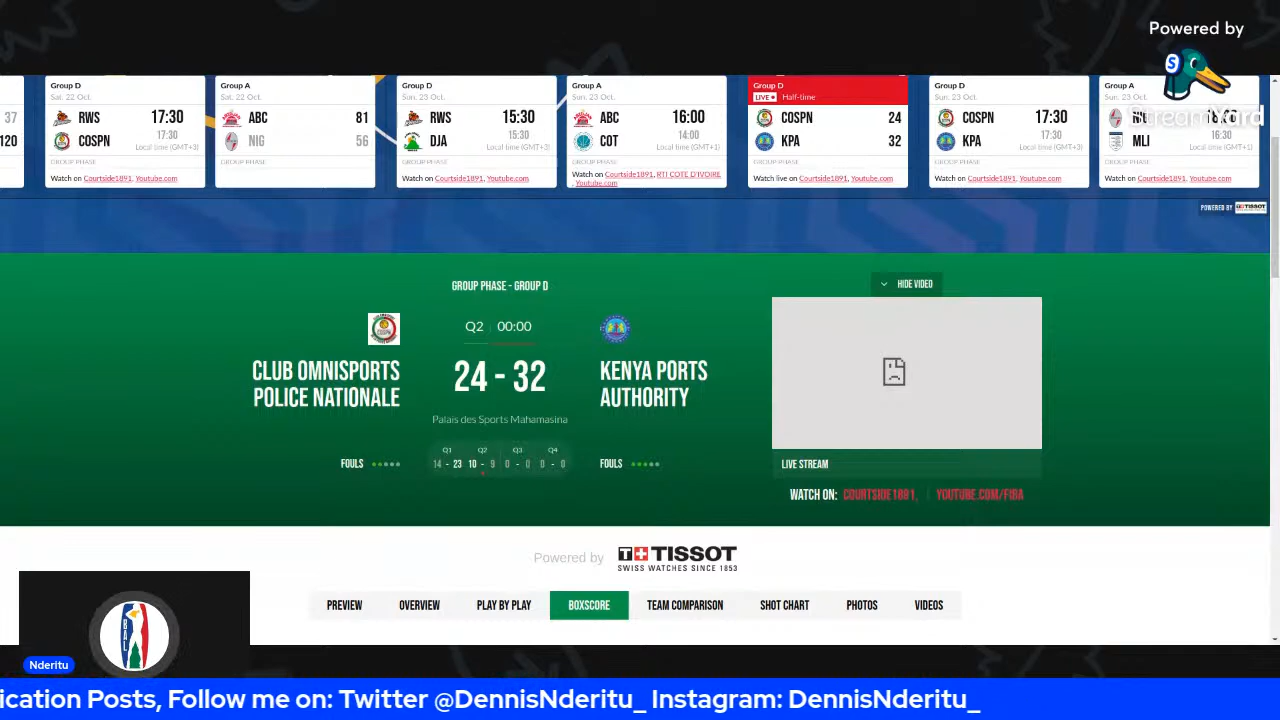 Powered by
StreamYard
37
120
Group D
Sat. 22 Oct.
RWS 17:30
COSPN 17:30
Local time (GMT+3)
GROUP PHASE
Watch on Courtside1891, Youtube.com
Group A
Sat. 22 Oct.
ABC 81
NIG 56
GROUP PHASE
Group D
Sun. 23 Oct.
RWS 15:30
DJA 15:30
Local time (GMT+3)
GROUP PHASE
Watch on Courtside1891, Youtube.com
Group A
Sun. 23 Oct.
ABC 16:00
COT 14:00
Local time (GMT+1)
GROUP PHASE
Watch on Courtside1891, RTI COTE D'IVOIRE
, Youtube.com
Group D
LIVE Half-time
COSPN 24
KPA 32
GROUP PHASE
Watch live on Courtside1891, Youtube.com
Group D
Sun. 23 Oct.
COSPN 17:30
KPA 17:30
Local time (GMT+3)
GROUP PHASE
Watch on Courtside1891, Youtube.com
Group A
Sun. 23 Oct.
MLI 16:30
Local time (GMT+1)
GROUP PHASE
Watch on Courtside1891, Youtube.com
POWERED BY TISSOT
GROUP PHASE - GROUP D
HIDE VIDEO
Q2 00:00
CLUB OMNISPORTS
POLICE NATIONALE
24 - 32
KENYA PORTS
AUTHORITY
Palais des Sports Mahamasina
FOULS
Q1 Q2 Q3 Q4
14 - 23 10 - 9 0 - 0 0 - 0
FOULS
LIVE STREAM
WATCH ON: COURTSIDE1891, YOUTUBE.COM/FIBA
Powered by TISSOT
SWISS WATCHES SINCE 1853
PREVIEW OVERVIEW PLAY BY PLAY BOXSCORE TEAM COMPARISON SHOT CHART PHOTOS VIDEOS
BAL
Nderitu
ication Posts, Follow me on: Twitter @DennisNderitu_ Instagram: DennisNderitu_